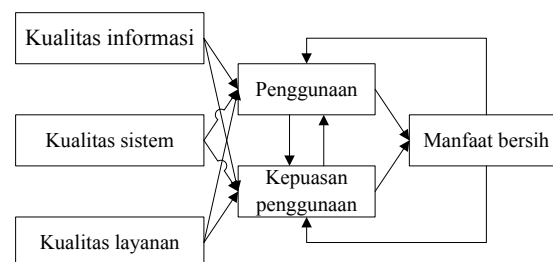 Kualitas informasi
Penggunaan
Kualitas sistem
Manfaat bersih
Kepuasan
penggunaan
Kualitas layanan